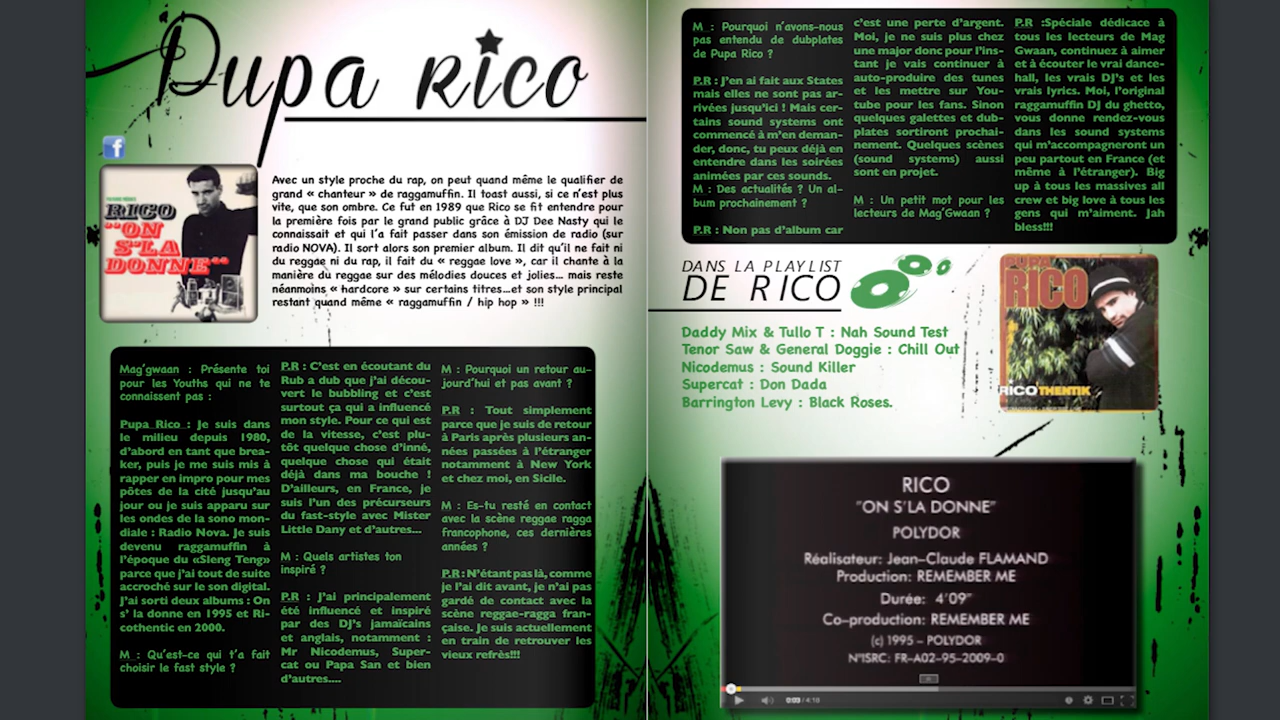 Pupa rico
f
RICO
"ON
S'LA
DONNE"
Avec un style proche du rap, on peut quand même le qualifier de
grand « chanteur » de raggamuffin. Il toast aussi, si ce n'est plus
vite, que son ombre. Ce fut en 1989 que Rico se fit entendre pour
la première fois par le grand public grâce à DJ Dee Nasty qui le
connaissait et qui l'a fait passer dans son émission de radio (sur
radio NOVA). Il sort alors son premier album. Il dit qu'il ne fait ni
du reggae ni du rap, il fait du « reggae love », car il chante à la
manière du reggae sur des mélodies douces et jolies... mais reste
néanmoins « hardcore » sur certains titres...et son style principal
restant quand même « raggamuffin / hip hop » !!!
Mag'gwaan : Présente toi
pour les Youths qui ne te
connaissent pas :
Pupa Rico : Je suis dans
le milieu depuis 1980,
d'abord en tant que brea-
ker, puis je me suis mis à
rapper en impro pour mes
pôtes de la cité jusqu'au
jour ou je suis apparu sur
les ondes de la sono mon-
diale : Radio Nova. Je suis
devenu raggamuffin à
l'époque du «Sleng Teng»
parce que j'ai tout de suite
accroché sur le son digital.
J'ai sorti deux albums : On
s' la donne en 1995 et Ri-
cothentic en 2000.
M : Qu'est-ce qui t'a fait
choisir le fast style ?
P.R : C'est en écoutant du
Rub a dub que j'ai décou-
vert le bubbling et c'est
surtout ça qui a influencé
mon style. Pour ce qui est
de la vitesse, c'est plu-
tôt quelque chose d'inné,
quelque chose qui était
déjà dans ma bouche !
D'ailleurs, en France, je
suis l'un des précurseurs
du fast-style avec Mister
Little Dany et d'autres...
M : Quels artistes ton
inspiré ?
P.R : J'ai principalement
été influencé et inspiré
par des DJ's jamaïcains
et anglais, notamment :
Mr Nicodemus, Super-
cat ou Papa San et bien
d'autres....
M : Pourquoi un retour au-
jourd'hui et pas avant ?
P.R : Tout simplement
parce que je suis de retour
à Paris après plusieurs an-
nées passées à l'étranger
notamment à New York
et chez moi, en Sicile.
M : Es-tu resté en contact
avec la scène reggae ragga
francophone, ces dernières
années ?
P.R : N'étant pas là, comme
je l'ai dit avant, je n'ai pas
gardé de contact avec la
scène reggae-ragga fran-
çaise. Je suis actuellement
en train de retrouver les
vieux refrès!!!
M : Pourquoi n'avons-nous
pas entendu de dubplates
de Pupa Rico ?
P.R : J'en ai fait aux States
mais elles ne sont pas ar-
rivées jusqu'ici ! Mais cer-
tains sound systems ont
commencé à m'en deman-
der, donc, tu peux déjà en
entendre dans les soirées
animées par ces sounds.
M : Des actualités ? Un al-
bum prochainement ?
P.R : Non pas d'album car
c'est une perte d'argent.
Moi, je ne suis plus chez
une major donc pour l'ins-
tant je vais continuer à
auto-produire des tunes
et les mettre sur You-
tube pour les fans. Sinon
quelques galettes et dub-
plates sortiront prochai-
nement. Quelques scènes
(sound systems) aussi
sont en projet.
M : Un petit mot pour les
lecteurs de Mag'Gwaan ?
P.R :Spéciale dédicace à
tous les lecteurs de Mag
Gwaan, continuez à aimer
et à écouter le vrai dance-
hall, les vrais DJ's et les
vrais lyrics. Moi, l'original
raggamuffin DJ du ghetto,
vous donne rendez-vous
dans les sound systems
qui m'accompagneront un
peu partout en France (et
même à l'étranger). Big
up à tous les massives all
crew et big love à tous les
gens qui m'aiment. Jah
bless!!!
DANS LA PLAYLIST
DE RICO
Daddy Mix & Tullo T : Nah Sound Test
Tenor Saw & General Doggie : Chill Out
Nicodemus : Sound Killer
Supercat : Don Dada
Barrington Levy : Black Roses.
PUPA
RICO
RICO THENTIK
RICO
"ON S'LA DONNE"
POLYDOR
Réalisateur: Jean-Claude FLAMAND
Production: REMEMBER ME
Durée: 4'09"
Co-production: REMEMBER ME
(c) 1995 - POLYDOR
N°ISRC: FR-A02-95-2009-0
0:03 / 4:18